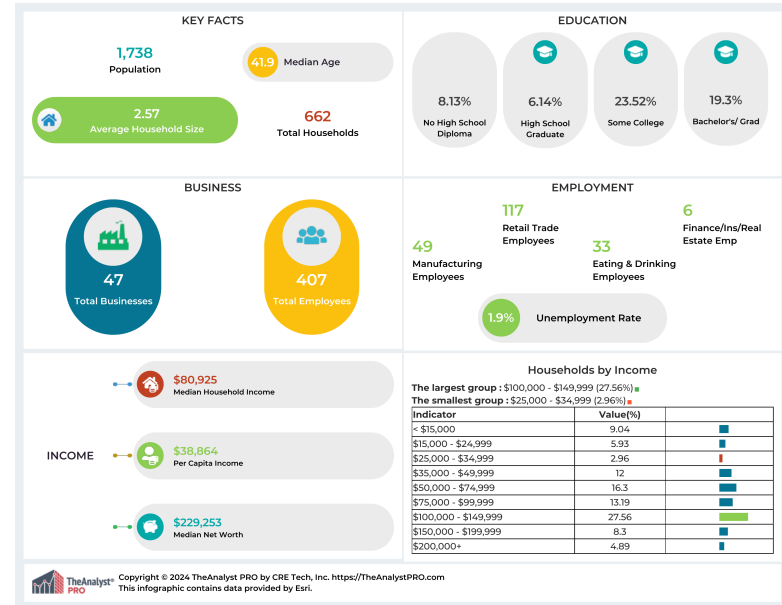 KEY FACTS
1,738
Population
41.9
Median Age
2.57
Average Household Size
662
Total Households
EDUCATION
8.13%
No High School
Diploma
6.14%
High School
Graduate
23.52%
Some College
19.3%
Bachelor's/ Grad
BUSINESS
47
Total Businesses
407
Total Employees
EMPLOYMENT
117
Retail Trade
Employees
6
Finance/Ins/Real
Estate Emp
49
Manufacturing
Employees
33
Eating & Drinking
Employees
1.9%
Unemployment Rate
INCOME
$80,925
Median Household Income
$38,864
Per Capita Income
$229,253
Median Net Worth
Households by Income
The largest group : $100,000 - $149,999 (27.56%)
The smallest group : $25,000 - $34,999 (2.96%)
Indicator Value(%)
< $15,000 9.04
$15,000 - $24,999 5.93
$25,000 - $34,999 2.96
$35,000 - $49,999 12
$50,000 - $74,999 16.3
$75,000 - $99,999 13.19
$100,000 - $149,999 27.56
$150,000 - $199,999 8.3
$200,000+ 4.89
TheAnalyst®
PRO
Copyright © 2024 TheAnalyst PRO by CRE Tech, Inc. https://TheAnalystPRO.com
This infographic contains data provided by Esri.